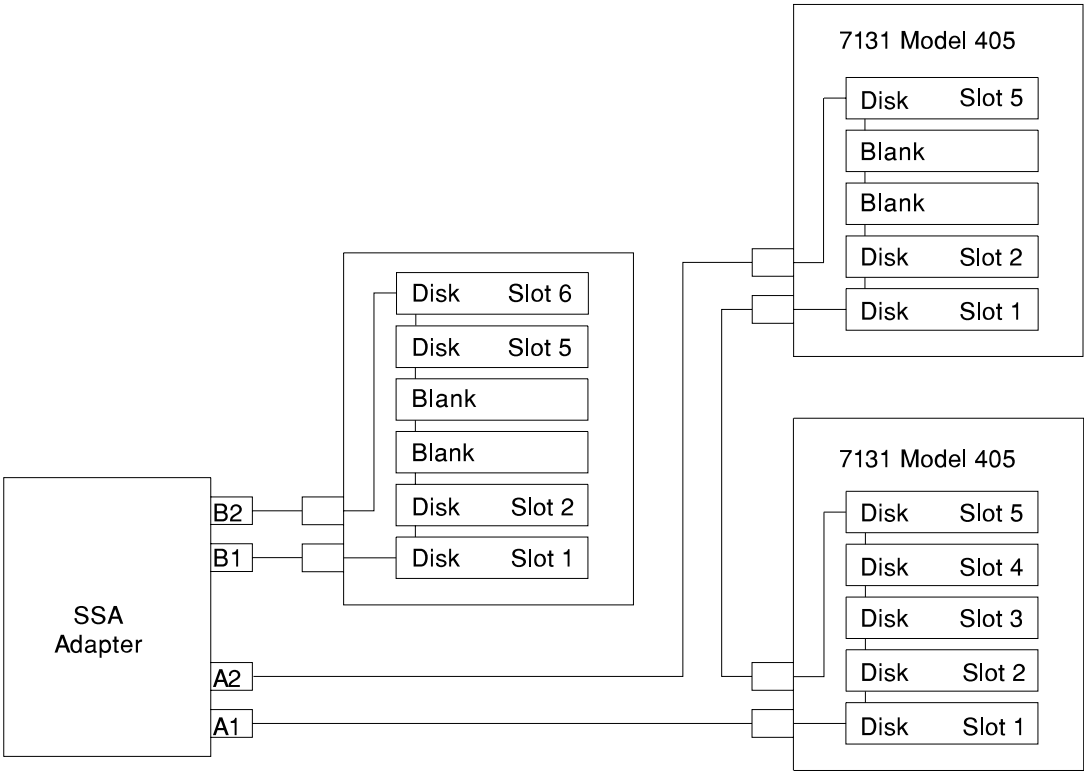 7131 Model 405
Disk Slot 5
Blank
Blank
Disk Slot 2
Disk Slot 1
Disk Slot 6
Disk Slot 5
Blank
Blank
Disk Slot 2
Disk Slot 1
7131 Model 405
Disk Slot 5
Disk Slot 4
Disk Slot 3
Disk Slot 2
Disk Slot 1
B2
B1
SSA
Adapter
A2
A1